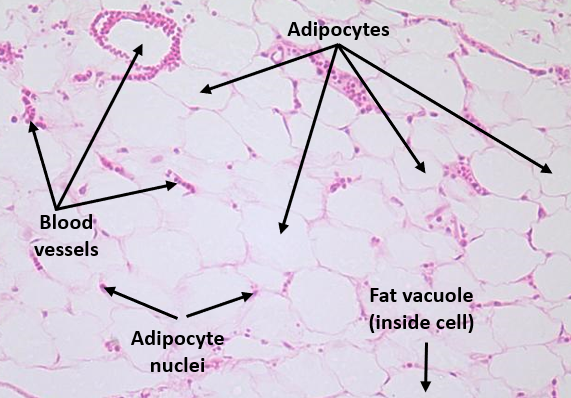 Adipocytes
Blood
vessels
Fat vacuole
(inside cell)
Adipocyte
nuclei